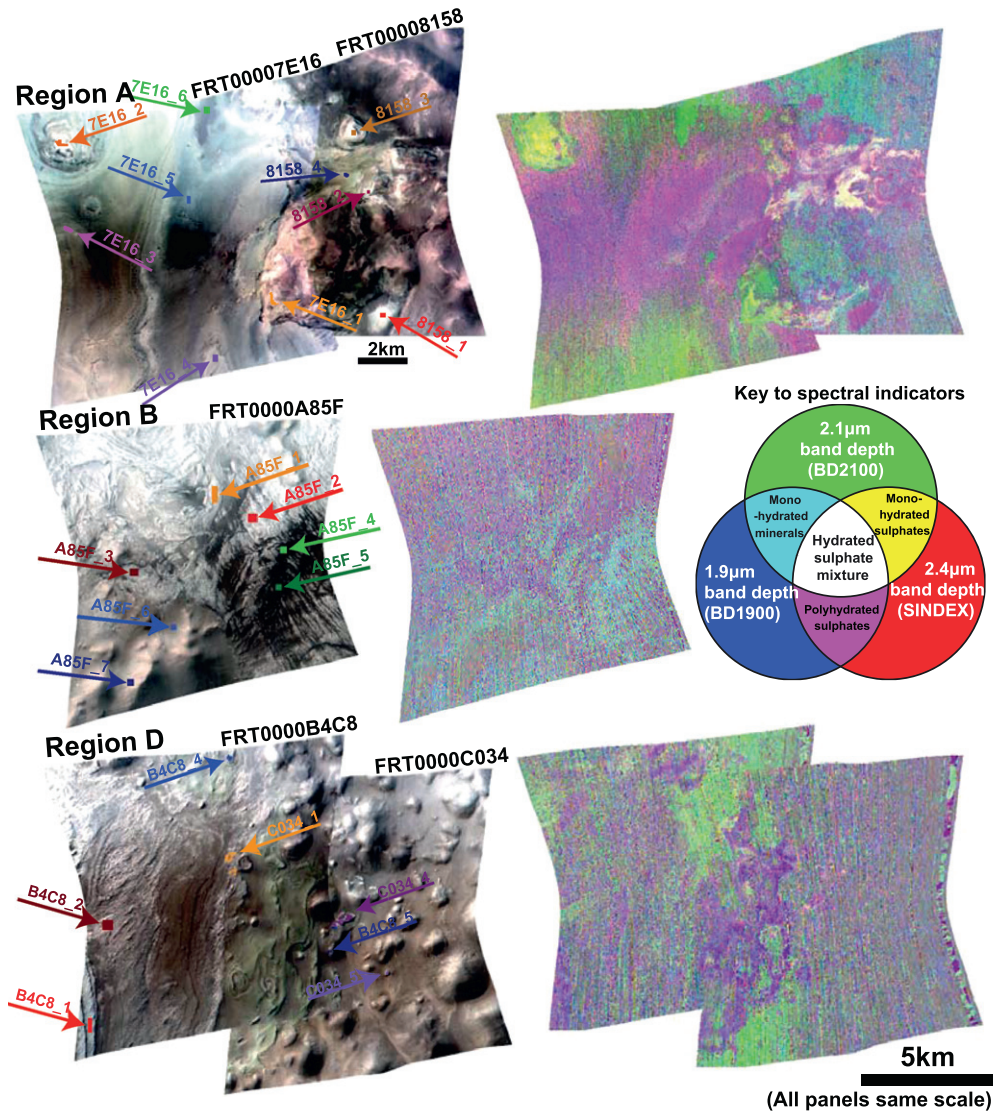 FRT00008158
FRT00007E16
Region A
7E16_6
7E16_2
8158_3
7E16_5
8158_4
8158_2
7E16_3
7E16_1
8158_1
2km
7E16_4
Region B
FRT0000A85F
A85F_1
A85F_2
A85F_4
A85F_3
A85F_5
A85F_6
A85F_7
Key to spectral indicators
2.1µm
band depth
(BD2100)
Mono
-hydrated
minerals
Mono-
hydrated
sulphates
Hydrated
sulphate
mixture
1.9µm
band depth
(BD1900)
2.4µm
band depth
(SINDEX)
Polyhydrated
sulphates
Region D
FRT0000B4C8
FRT0000C034
B4C8_4
C034_1
B4C8_2
C034_4
B4C8_5
B4C8_1
5km
(All panels same scale)